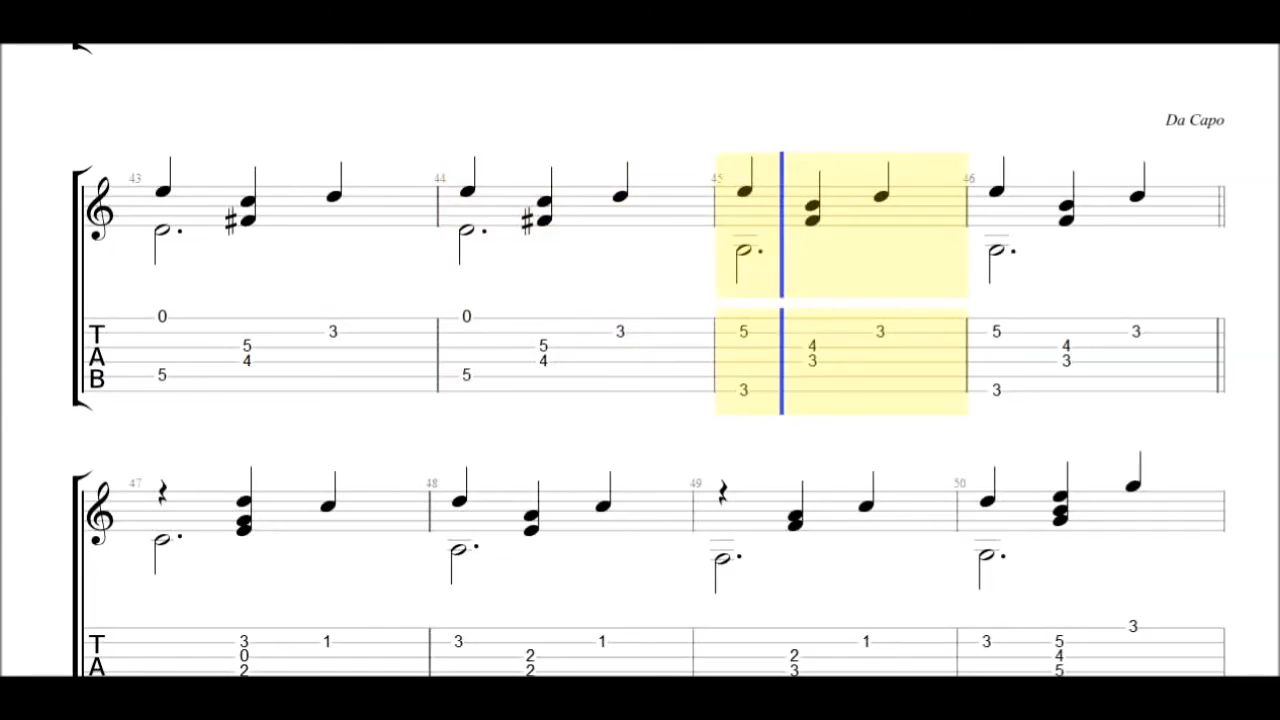 Da Capo
43 44 45 46
0 0
T 3 3 5 3 5 3
5 5 4 4
A 4 4 3 3
B 5 5
3 3
47 48 49 50
3
T 3 1 3 1 1 3 5
0 2 2 4
A 2 2 3 5